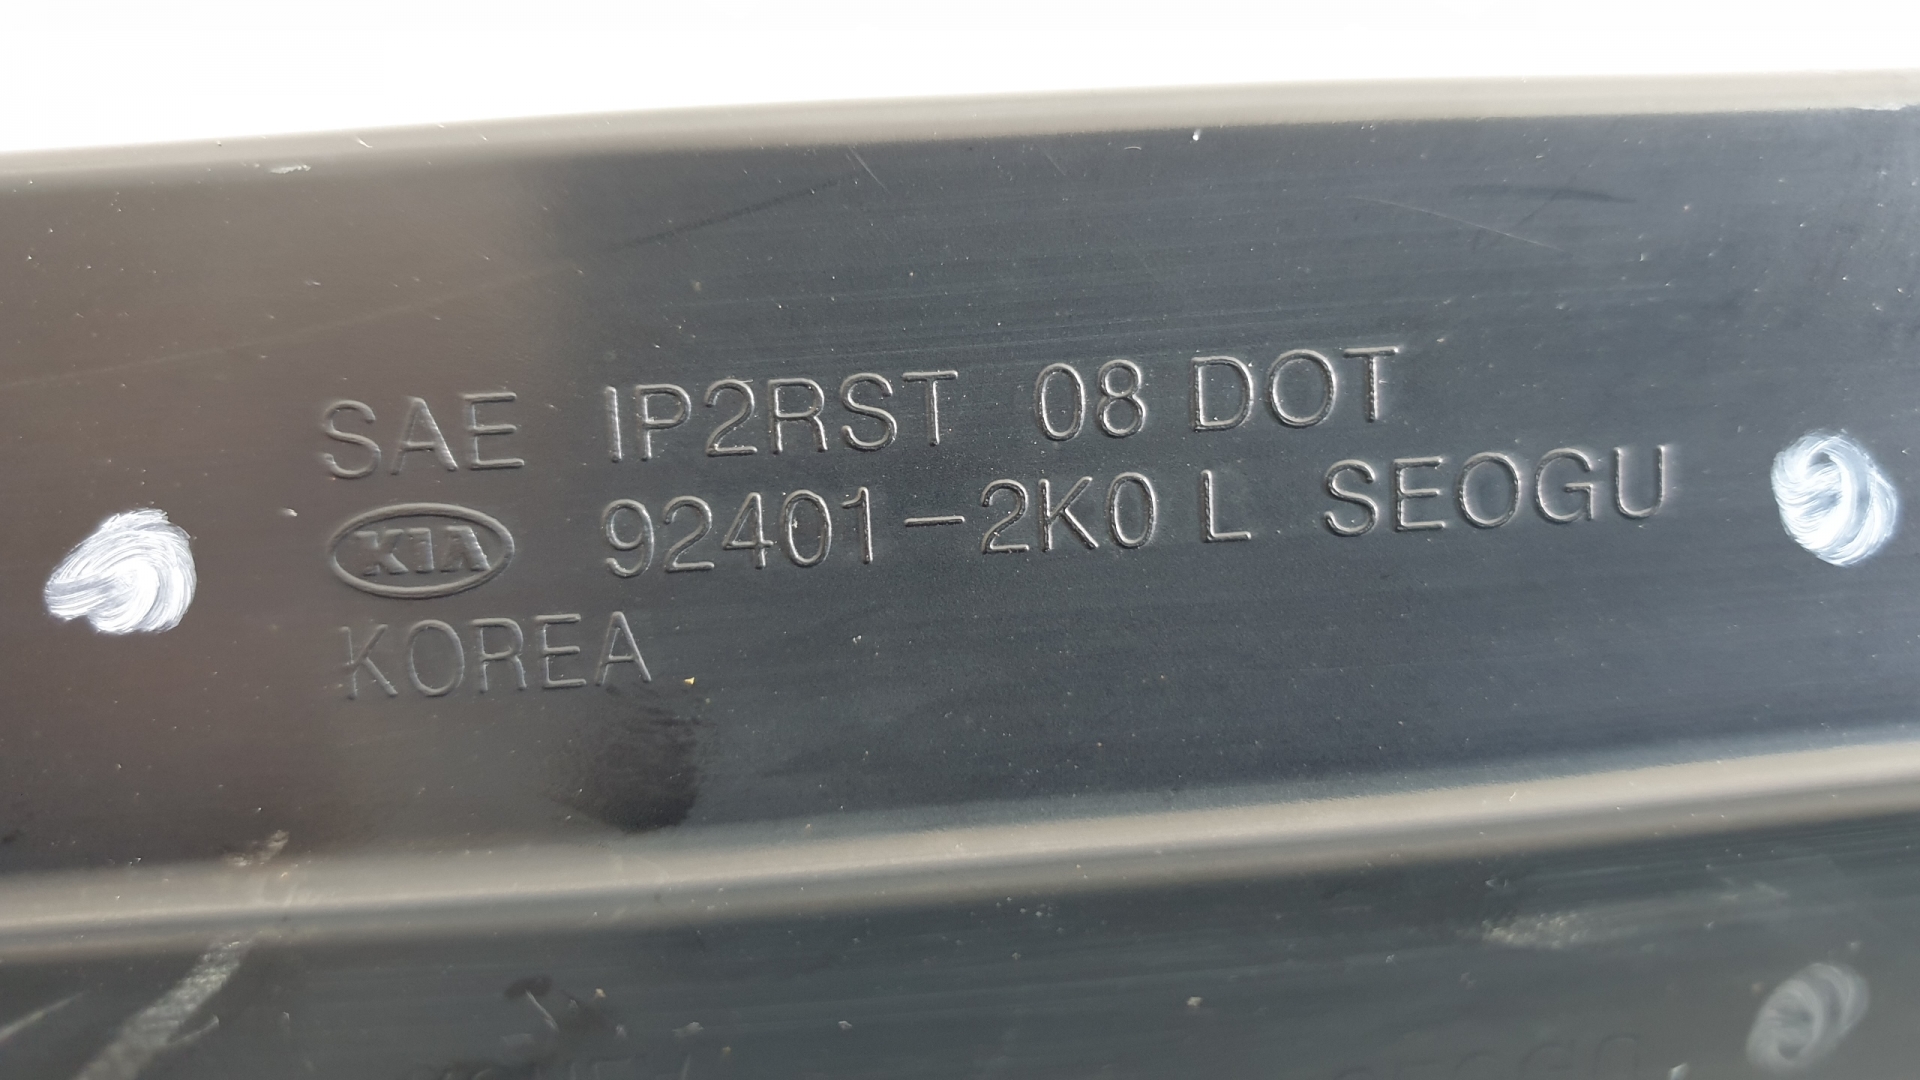 SAE IP2RST 08 DOT
KIA 92401-2K0 L SEOGU
KOREA